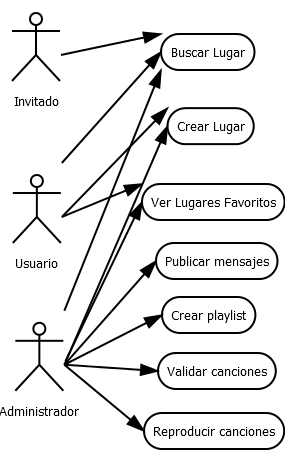 Buscar Lugar
Invitado
Crear Lugar
Ver Lugares Favoritos
Usuario
Publicar mensajes
Crear playlist
Validar canciones
Administrador
Reproducir canciones